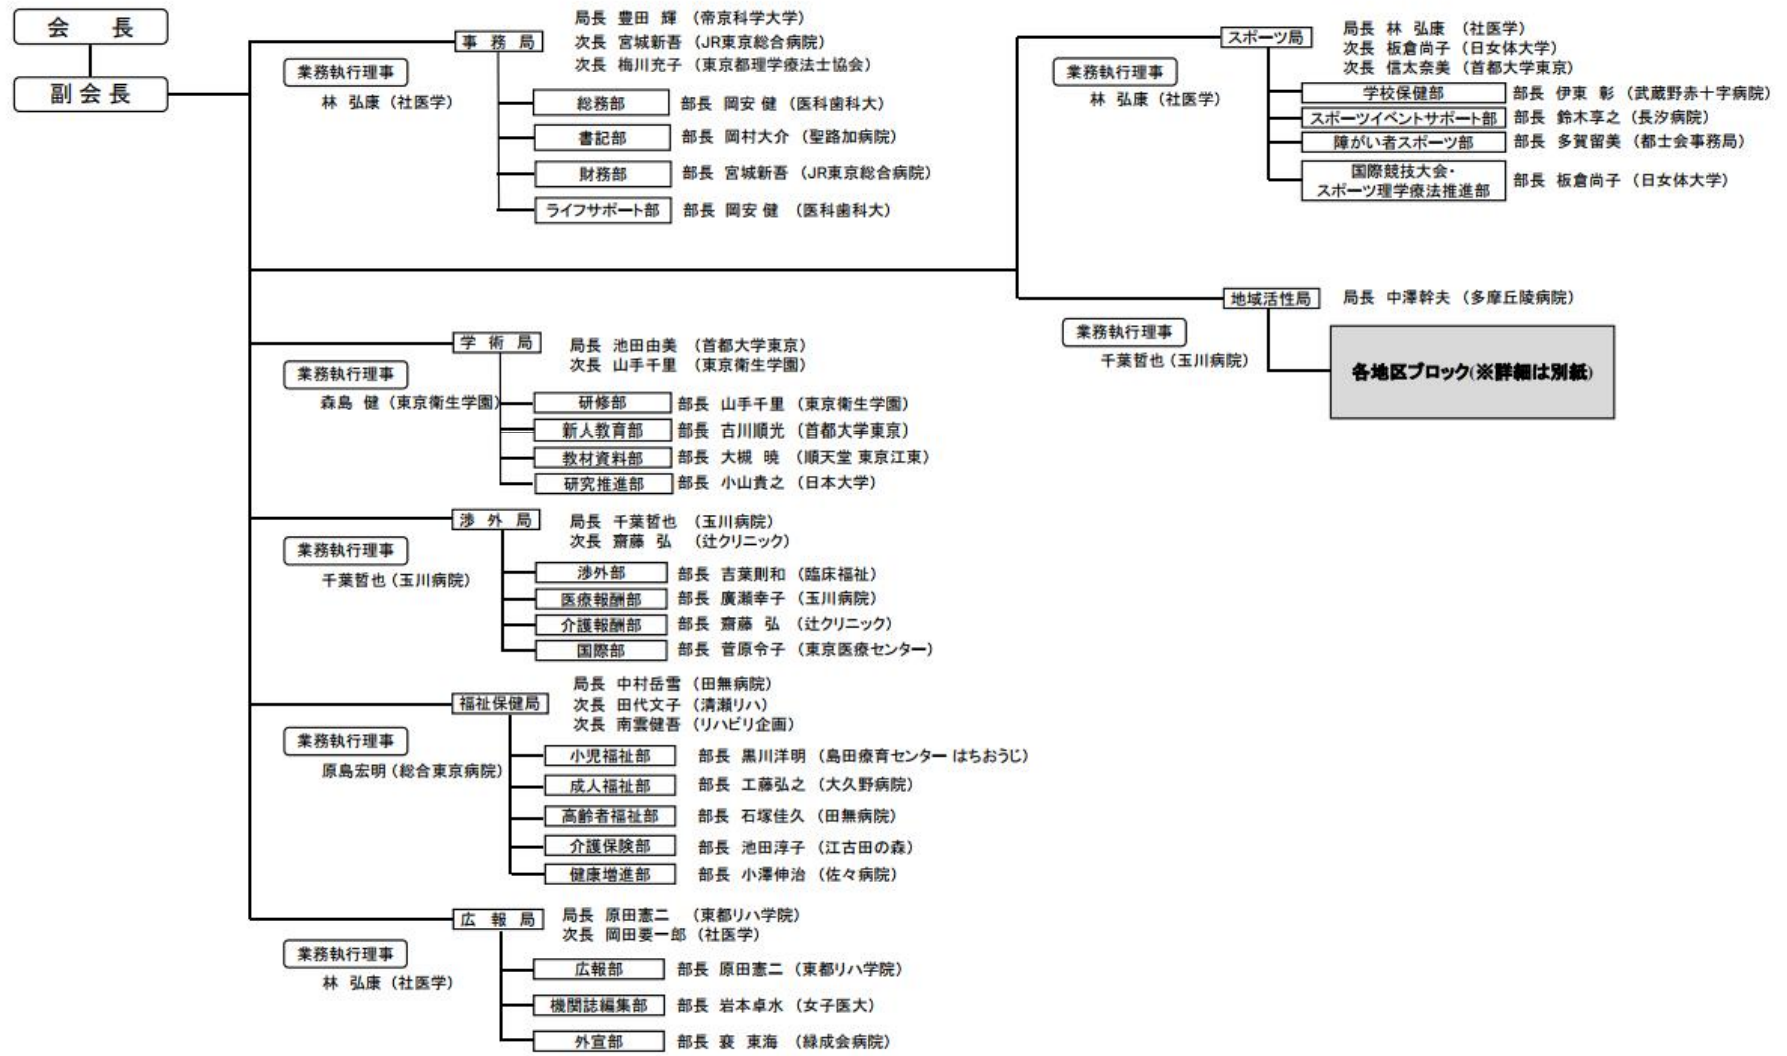 会　長
副 会 長
事 務 局
局長 豊田 輝 （帝京科学大学）
次長 宮城新吾 （JR東京総合病院）
次長 梅川充子 （東京都理学療法士協会）
業務執行理事
林 弘康 （社医学）
総務部 部長 岡安 健 （医科歯科大）
書記部 部長 岡村大介 （聖路加病院）
財務部 部長 宮城新吾 （JR東京総合病院）
ライフサポート部 部長 岡安 健 （医科歯科大）
学 術 局
局長 池田由美 （首都大学東京）
次長 山手千里 （東京衛生学園）
業務執行理事
森島 健 （東京衛生学園）
研修部 部長 山手千里 （東京衛生学園）
新人教育部 部長 古川順光 （首都大学東京）
教材資料部 部長 大槻 暁 （順天堂 東京江東）
研究推進部 部長 小山貴之 （日本大学）
渉 外 局
局長 千葉哲也 （玉川病院）
次長 齋藤 弘 （辻クリニック）
業務執行理事
千葉哲也 （玉川病院）
渉外部 部長 吉葉則和 （臨床福祉）
医療報酬部 部長 廣瀬幸子 （玉川病院）
介護報酬部 部長 齋藤 弘 （辻クリニック）
国際部 部長 菅原令子 （東京医療センター）
福祉保健局
局長 中村岳雪 （田無病院）
次長 田代文子 （清瀬リハ）
次長 南雲健吾 （リハビリ企画）
業務執行理事
原島宏明 （総合東京病院）
小児福祉部 部長 黒川洋明 （島田療育センター はちおうじ）
成人福祉部 部長 工藤弘之 （大久野病院）
高齢者福祉部 部長 石塚佳久 （田無病院）
介護保険部 部長 池田淳子 （江古田の森）
健康増進部 部長 小澤伸治 （佐々病院）
広 報 局
局長 原田憲二 （東都リハ学院）
次長 岡田要一郎 （社医学）
業務執行理事
林 弘康 （社医学）
広報部 部長 原田憲二 （東都リハ学院）
機関誌編集部 部長 岩本卓水 （女子医大）
外宣部 部長 裵 東海 （緑成会病院）
スポーツ局
局長 林 弘康 （社医学）
次長 板倉尚子 （日女体大学）
次長 信太奈美 （首都大学東京）
業務執行理事
林 弘康 （社医学）
学校保健部 部長 伊東 彰 （武蔵野赤十字病院）
スポーツイベントサポート部 部長 鈴木享之 （長汐病院）
障がい者スポーツ部 部長 多賀留美 （都士会事務局）
国際競技大会・
スポーツ理学療法推進部 部長 板倉尚子 （日女体大学）
地域活性局 局長 中澤幹夫 （多摩丘陵病院）
業務執行理事
千葉哲也 （玉川病院）
各地区ブロック(※詳細は別紙)